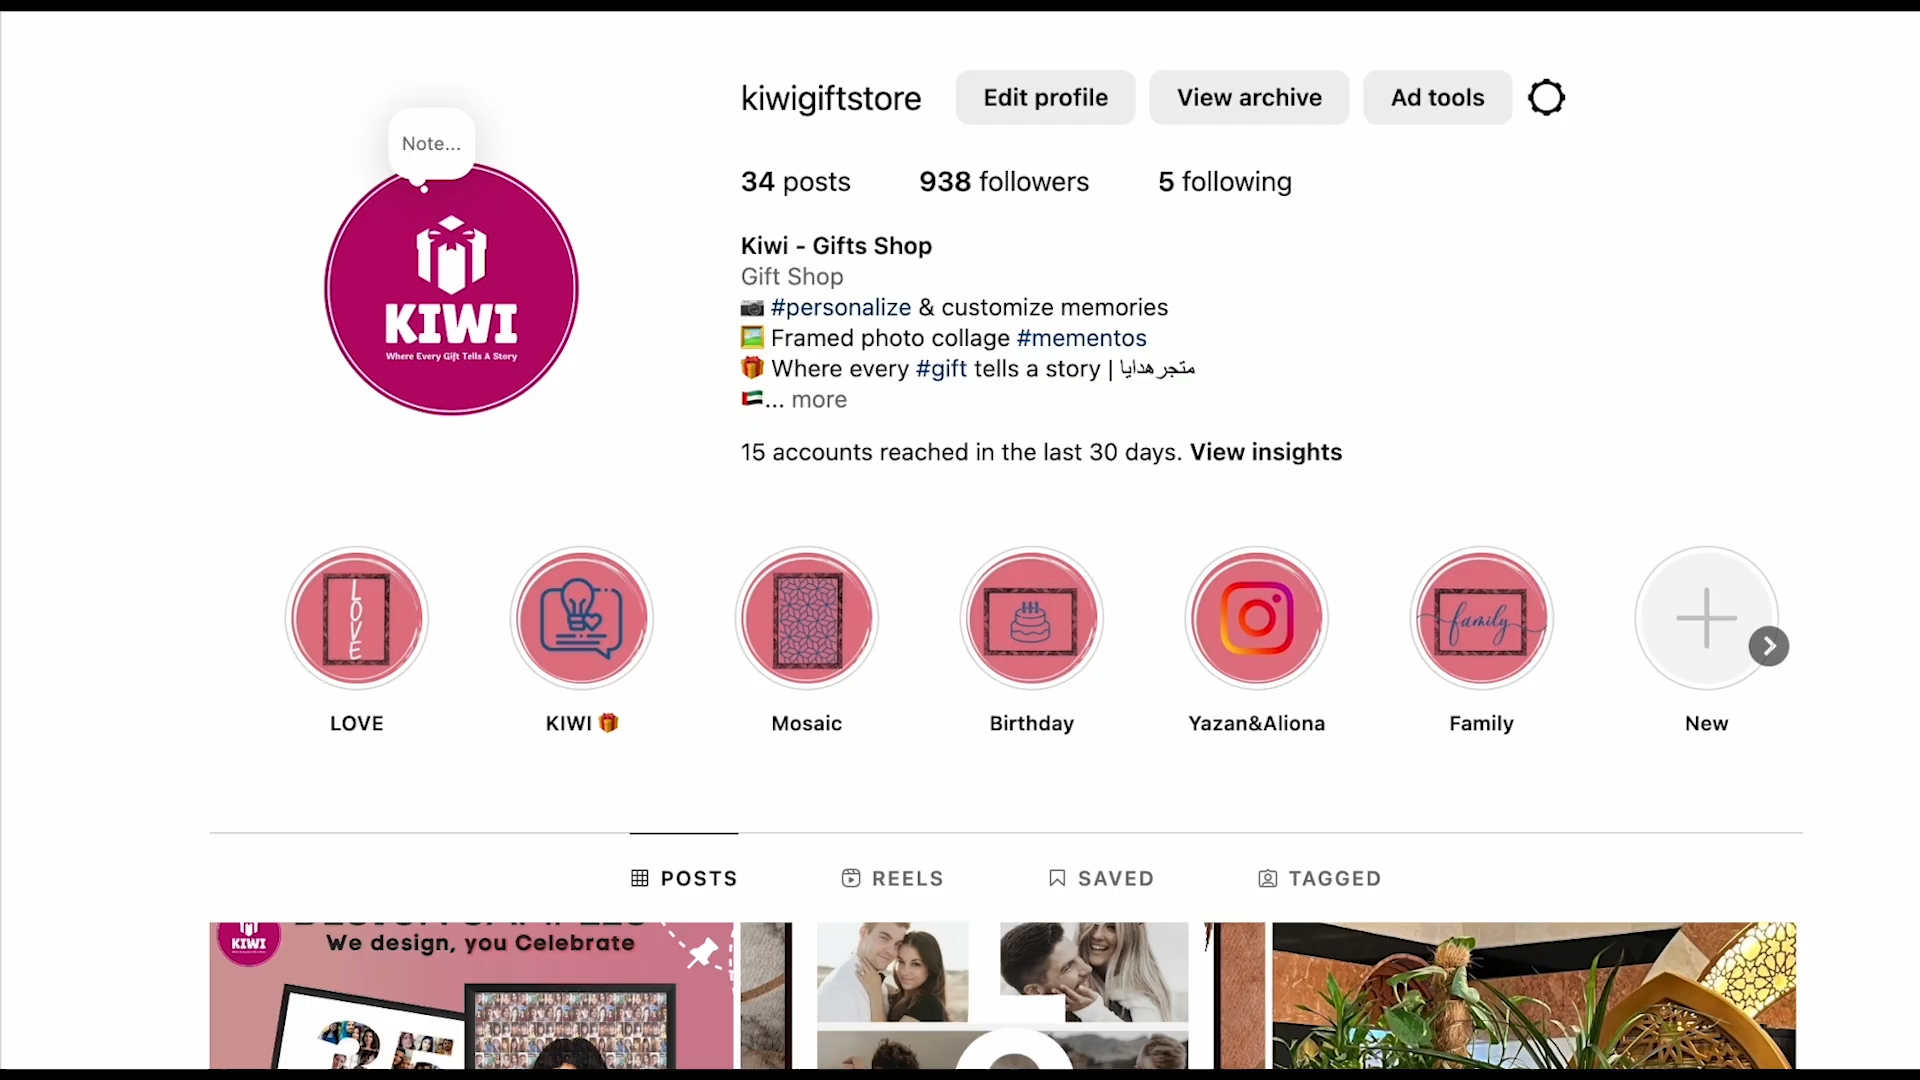 kiwigiftstore
Edit profile
View archive
Ad tools
Note...
34 posts
938 followers
5 following
KIWI
Where Every Gift Tells A Story
Kiwi - Gifts Shop
Gift Shop
📷 #personalize & customize memories
🖼️ Framed photo collage #mementos
🎁 Where every #gift tells a story | متجر هدايا
🇦🇪... more
15 accounts reached in the last 30 days. View insights
LOVE
family
LOVE
KIWI 🎁
Mosaic
Birthday
Yazan&Aliona
Family
New
POSTS
REELS
SAVED
TAGGED
KIWI
We design, you Celebrate